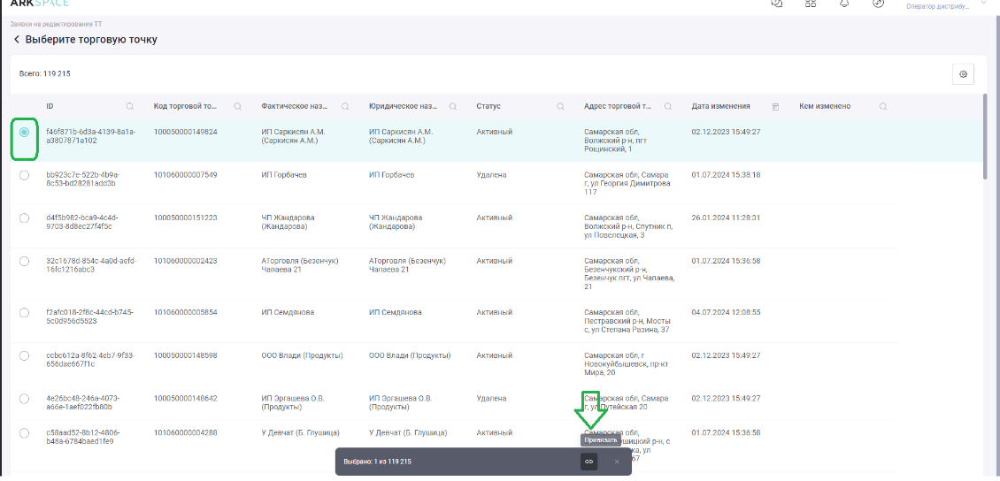 ARKSPACE
Оператор дистрибу...
Заявки на редактирование ТТ
Выберите торговую точку
Всего: 119 215
ID Код торговой то... Фактическое наз... Юридическое наз... Статус Адрес торговой т... Дата изменения Кем изменено
f46f871b-6d3a-4139-8a1a- 100050000149824 ИП Саркисян А.М. ИП Саркисян А.М. Активный Самарская обл, 02.12.2023 15:49:27
a3807871a102 (Саркисян А.М.) (Саркисян А.М.) Волжский р-н, пгт
Рощинский, 1
bb923c7e-522b-4b9a- 101060000007549 ИП Горбачев ИП Горбачев Удалена Самарская обл, Самара 01.07.2024 15:38:18
8c53-bd28281add3b г, ул Георгия Димитрова
117
d4f5b982-bca9-4c4d- 100050000151223 ЧП Жандарова ЧП Жандарова Активный Самарская обл, 26.01.2024 11:28:31
9703-8d8ec27f4f5c (Жандарова) (Жандарова) Волжский р-н, Спутник п,
ул Повелецкая, 3
32c1678d-854c-4a0d-aefd- 101060000002423 АТорговля (Безенчук) АТорговля (Безенчук) Активный Самарская обл, 01.07.2024 15:36:58
16fc1216abc3 Чапаева 21 Чапаева 21 Безенчукский р-н,
Безенчук пгт, ул Чапаева,
21
f2afc018-2f8c-44cd-b745- 101060000005854 ИП Семдянова ИП Семдянова Активный Самарская обл, 04.07.2024 12:08:55
5c0d956d5523 Пестравский р-н, Мосты
с, ул Степана Разина, 37
ccbc612a-8f62-4eb7-9f33- 100050000148598 ООО Влади (Продукты) ООО Влади (Продукты) Активный Самарская обл, г 02.12.2023 15:49:27
656dae667f1c Новокуйбышевск, пр-кт
Мира, 20
4e26bc48-246a-4073- 100050000148642 ИП Эргашева О.В. ИП Эргашева О.В. Удалена Самарская обл, Самара 02.12.2023 15:49:27
a66e-1aef022fb80b (Продукты) (Продукты) г, ул Путейская 20
c58aad52-8b12-4806- 101060000004288 У Девчат (Б. Глушица) У Девчат (Б. Глушица) Активный Самарская обл, 01.07.2024 15:36:58
b48a-6784baed1fe9 Привязать ушицкий р-н, с
ка, ул
67
Выбрано: 1 из 119 215